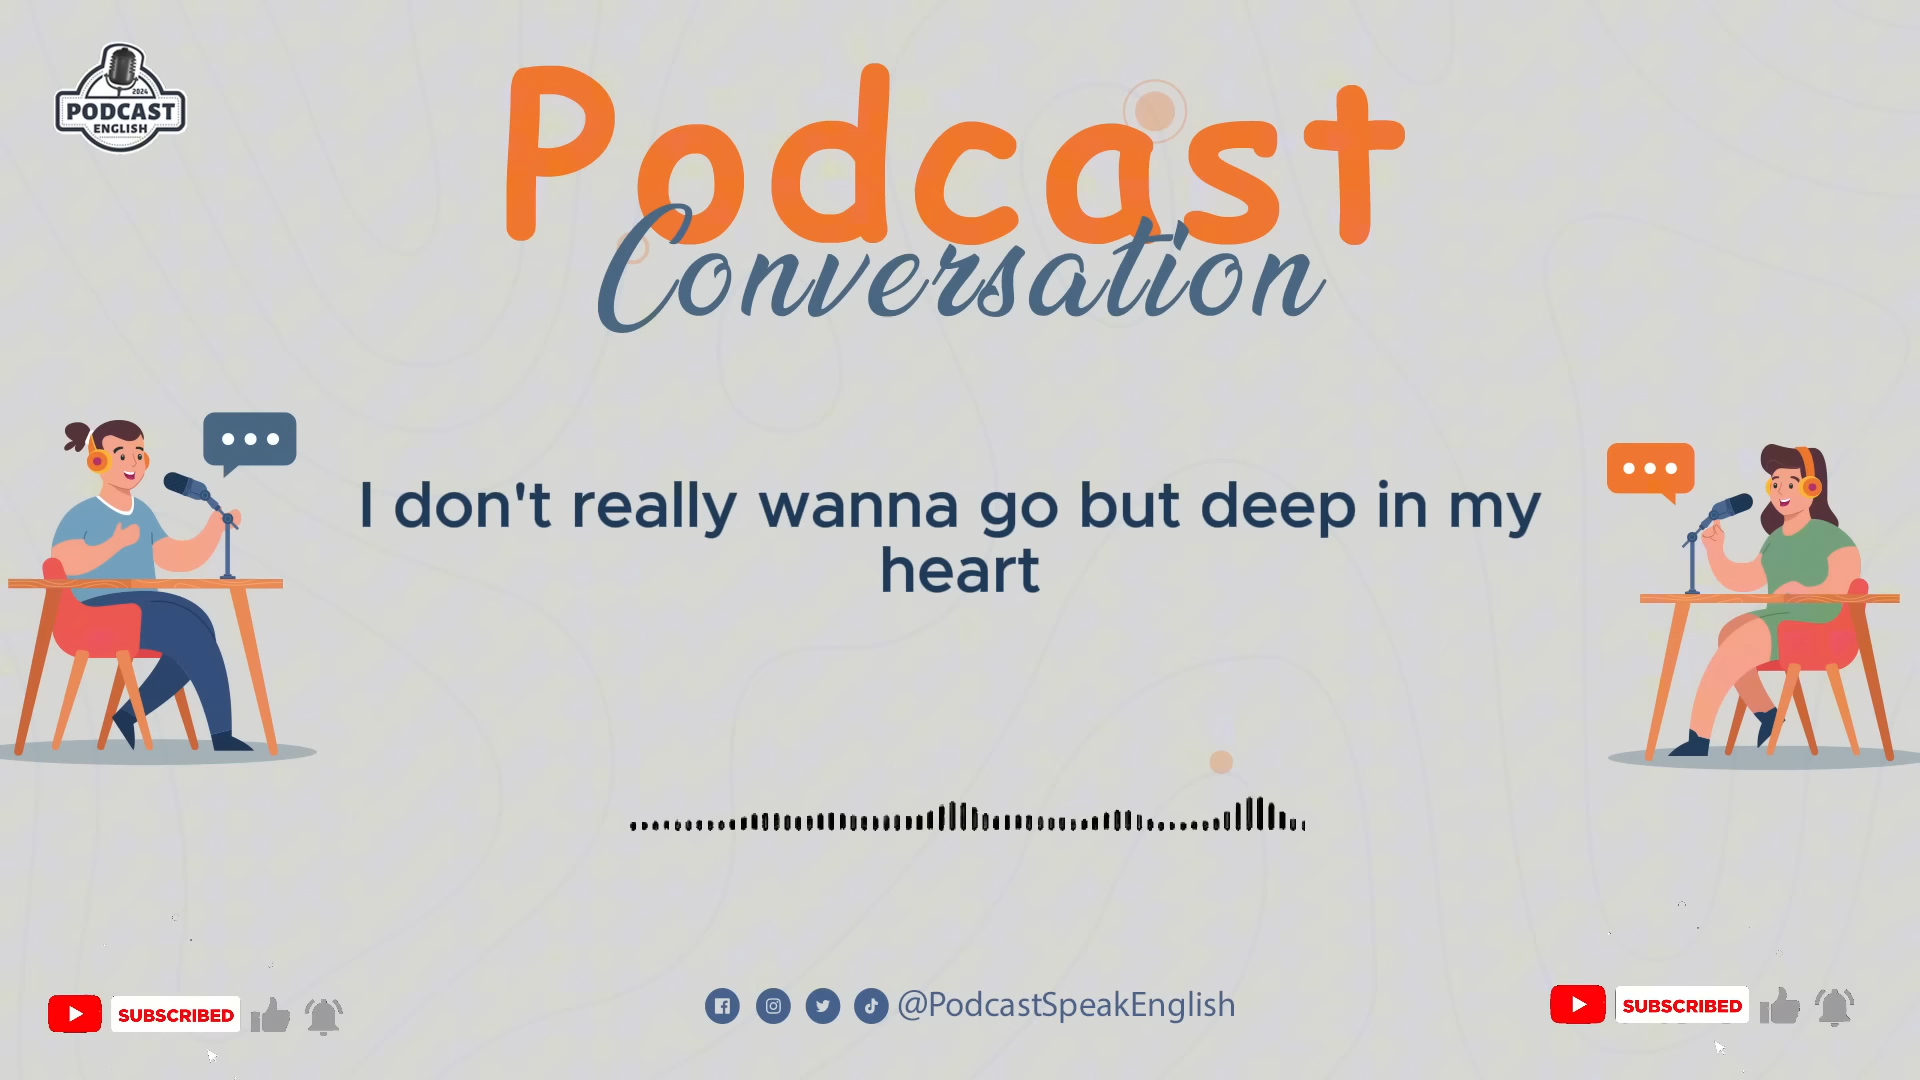 2024
PODCAST
ENGLISH
Podcast
Conversation
I don't really wanna go but deep in my
heart
SUBSCRIBED
@PodcastSpeakEnglish
SUBSCRIBED